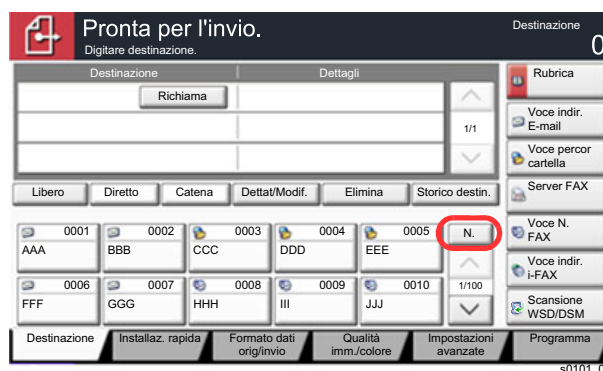 Pronta per l'invio.
Digitare destinazione.
Destinazione
0
Destinazione
Dettagli
Richiama
1/1
Rubrica
Voce indir.
E-mail
Voce percor
cartella
Server FAX
Voce N.
FAX
Voce indir.
i-FAX
Scansione
WSD/DSM
Libero
Diretto
Catena
Dettat/Modif.
Elimina
Storico destin.
0001
AAA
0002
BBB
0003
CCC
0004
DDD
0005
EEE
N.
0006
FFF
0007
GGG
0008
HHH
0009
III
0010
JJJ
1/100
Destinazione
Installaz. rapida
Formato dati
orig/invio
Qualità
imm./colore
Impostazioni
avanzate
Programma
s0101_0